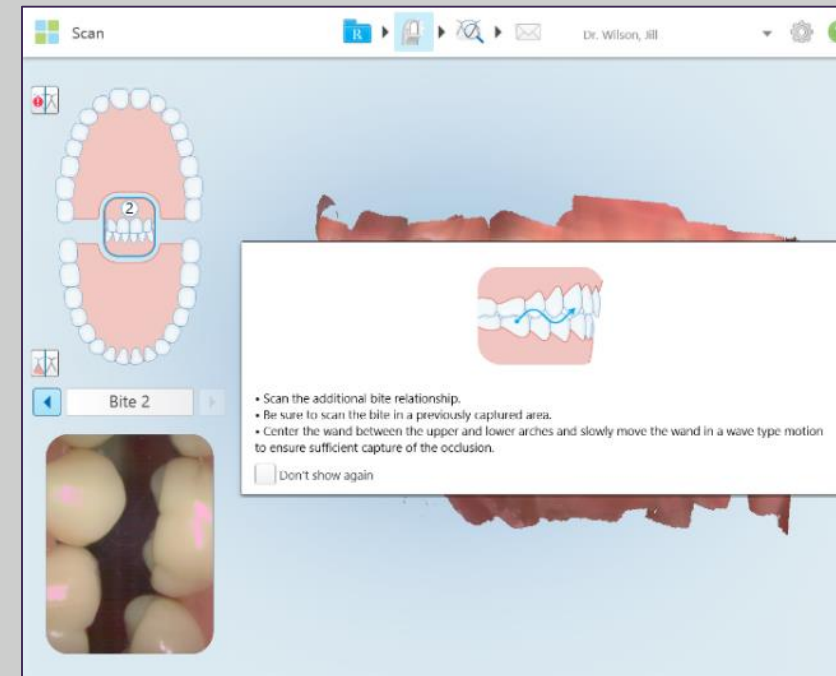 Scan
R
Dr. Wilson, Jill
2
Bite 2
• Scan the additional bite relationship.
• Be sure to scan the bite in a previously captured area.
• Center the wand between the upper and lower arches and slowly move the wand in a wave type motion
to ensure sufficient capture of the occlusion.
Don't show again